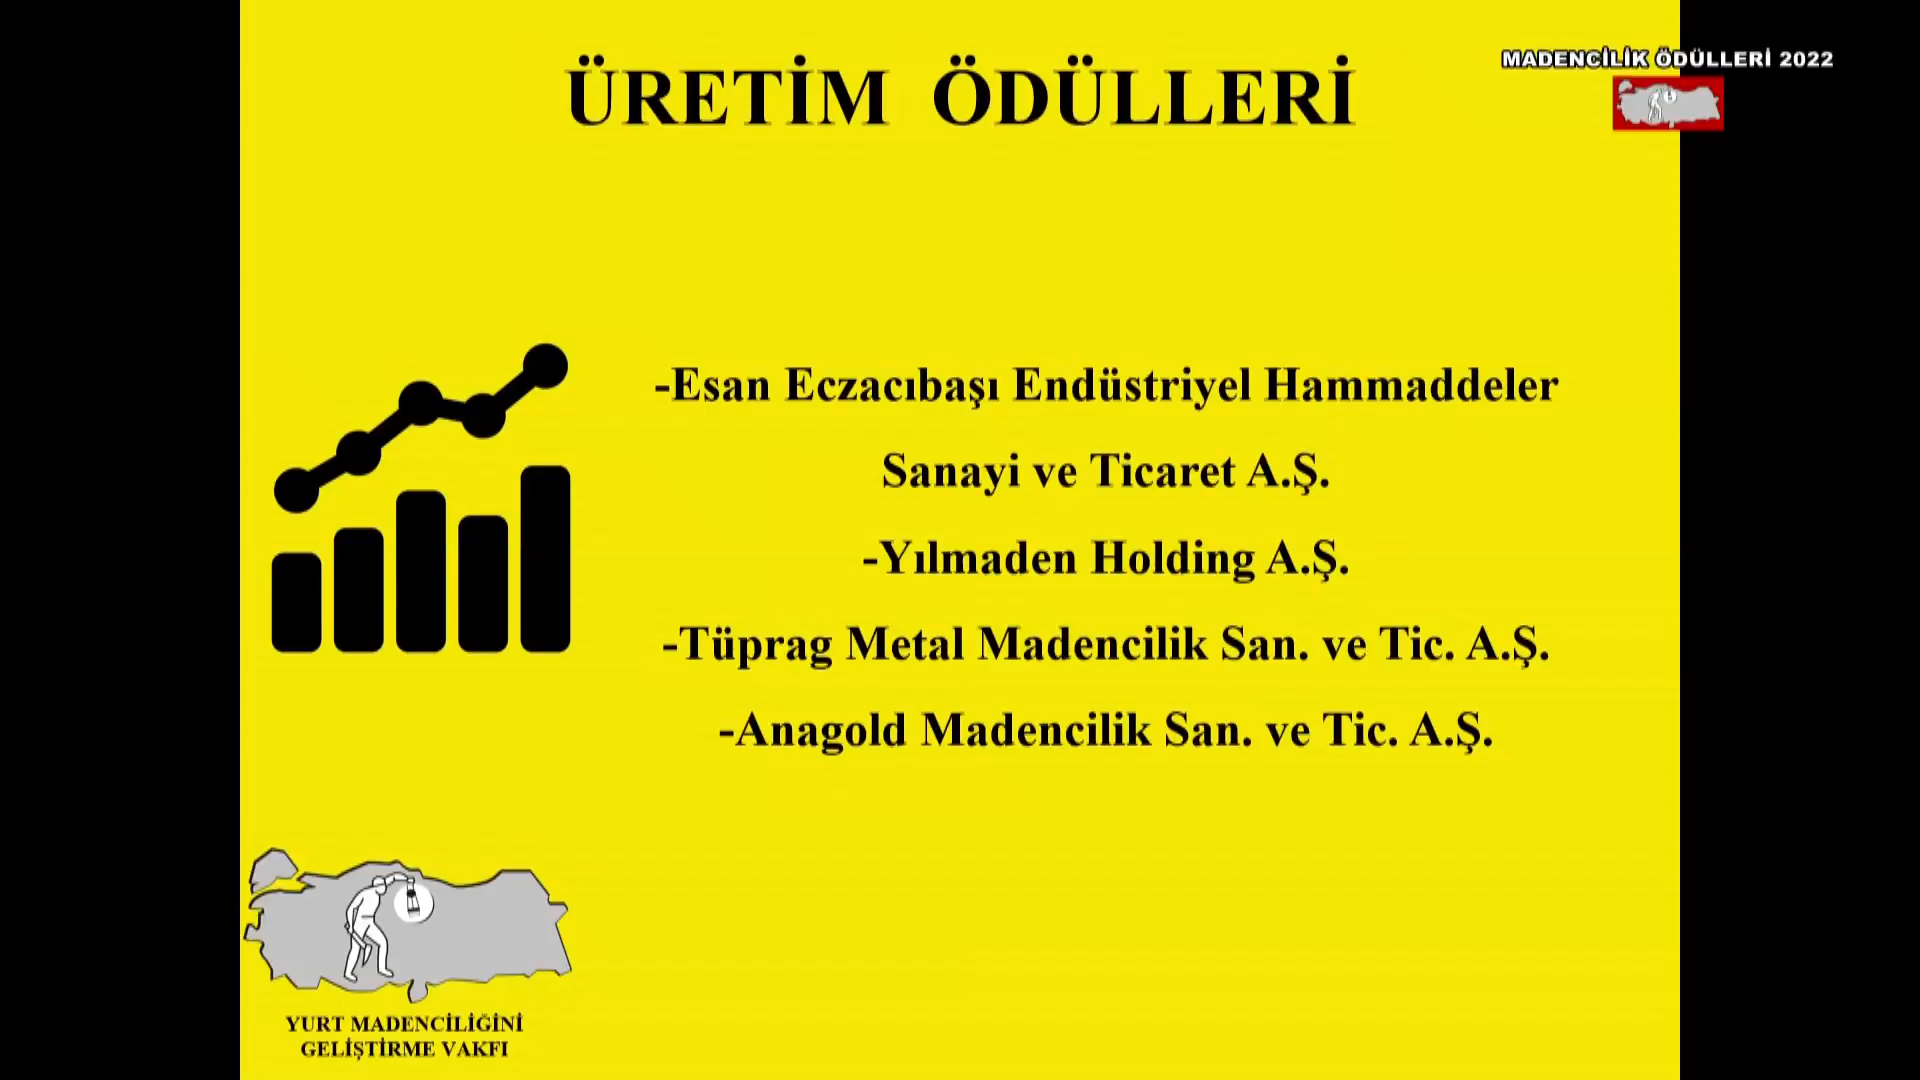 ÜRETİM ÖDÜLLERİ
MADENCİLİK ÖDÜLLERİ 2022
-Esan Eczacıbaşı Endüstriyel Hammaddeler
Sanayi ve Ticaret A.Ş.
-Yılmaden Holding A.Ş.
-Tüprag Metal Madencilik San. ve Tic. A.Ş.
-Anagold Madencilik San. ve Tic. A.Ş.
YURT MADENCİLİĞİNİ
GELİŞTİRME VAKFI